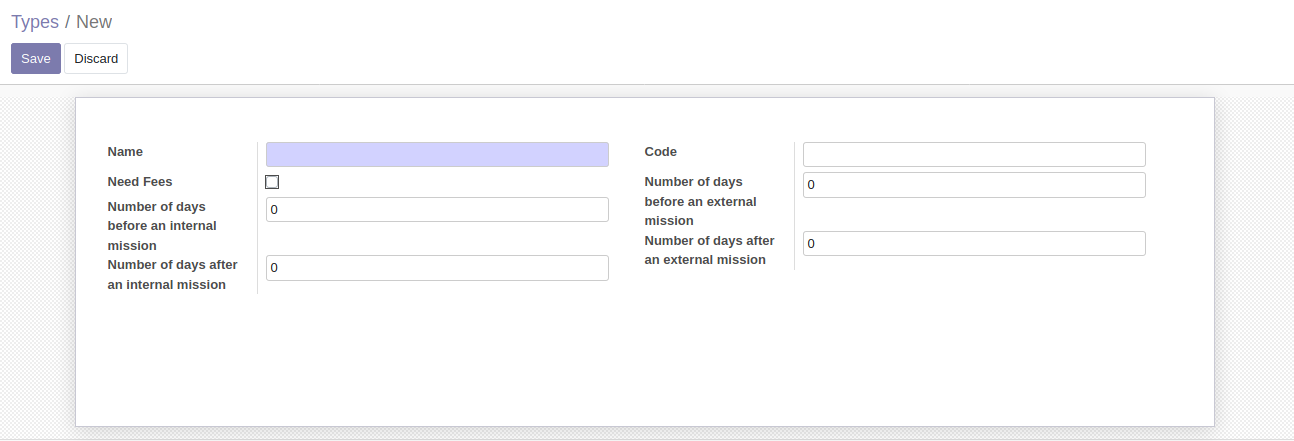 Types / New
Save Discard
Name
Need Fees
Number of days
before an internal
mission
0
Number of days after
an internal mission
0
Code
Number of days
before an external
mission
0
Number of days after
an external mission
0